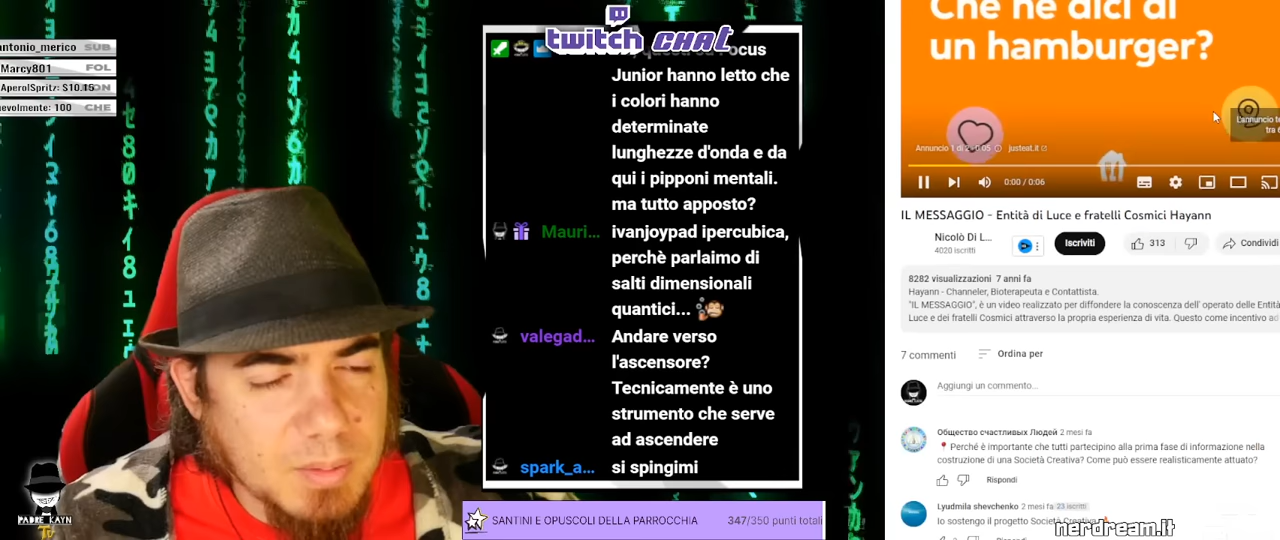 antonio_merico SUB
Marcy801 FOL
AperolSpritz: $10.15
evolmente: 100 CHE
PADRE KAYN
TV
twitch CHAT
Focus
Junior hanno letto che
i colori hanno
determinate
lunghezze d'onda e da
qui i pipponi mentali.
ma tutto apposto?
Mauri... ivanjoypad ipercubica,
perchè parlaimo di
salti dimensionali
quantici...
valegad... Andare verso
l'ascensore?
Tecnicamente è uno
strumento che serve
ad ascendere
spark_a... si spingimi
SANTINI E OPUSCOLI DELLA PARROCCHIA 347/350 punti totali
Che ne dici di
un hamburger?
L'annuncio te
tra 6
Annuncio 1 di 2 · 0:05 justeat.it
0:00 / 0:06
IL MESSAGGIO - Entità di Luce e fratelli Cosmici Hayann
Nicolò Di L...
4020 iscritti
Iscriviti
313
Condividi
8282 visualizzazioni 7 anni fa
Hayann - Channeler, Bioterapeuta e Contattista.
"IL MESSAGGIO", è un video realizzato per diffondere la conoscenza dell' operato delle Entità
Luce e dei fratelli Cosmici attraverso la propria esperienza di vita. Questo come incentivo ad
7 commenti Ordina per
Aggiungi un commento...
Общество счастливых Людей 2 mesi fa
Perché è importante che tutti partecipino alla prima fase di informazione nella
costruzione di una Società Creativa? Come può essere realisticamente attuato?
Rispondi
Lyudmila shevchenko 2 mesi fa 23 iscritti
Io sostengo il progetto Società Creativa
nerdream.it